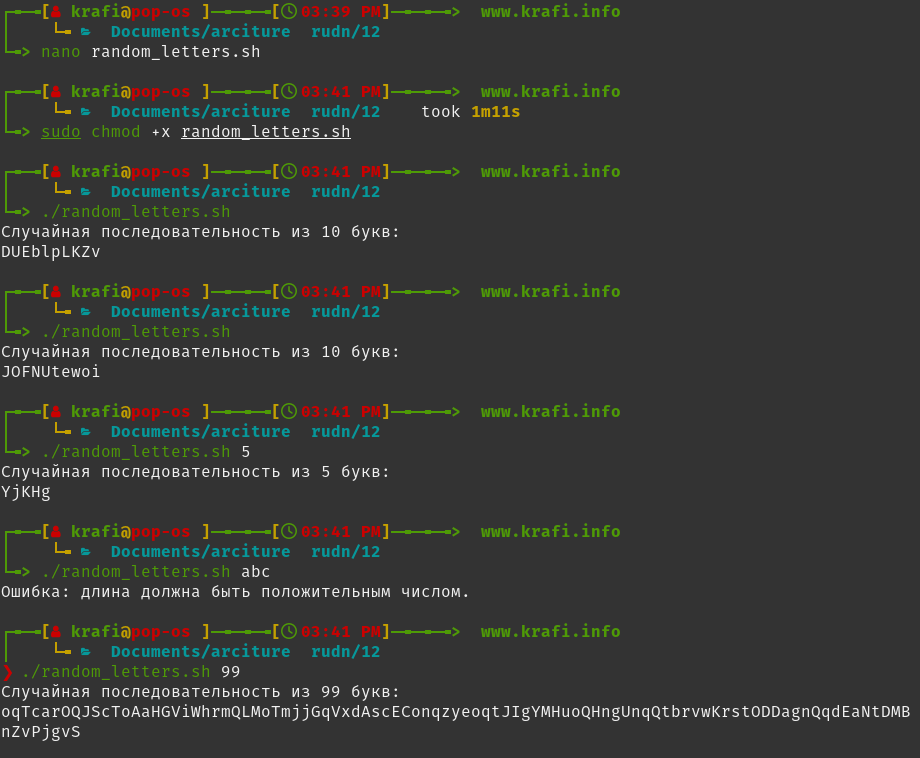 [ krafi@pop-os ] [ 03:39 PM] > www.krafi.info
Documents/arciture rudn/12
> nano random_letters.sh
[ krafi@pop-os ] [ 03:41 PM] > www.krafi.info
Documents/arciture rudn/12 took 1m11s
> sudo chmod +x random_letters.sh
[ krafi@pop-os ] [ 03:41 PM] > www.krafi.info
Documents/arciture rudn/12
> ./random_letters.sh
Случайная последовательность из 10 букв:
DUEblpLKZv
[ krafi@pop-os ] [ 03:41 PM] > www.krafi.info
Documents/arciture rudn/12
> ./random_letters.sh
Случайная последовательность из 10 букв:
JOFNUtewoi
[ krafi@pop-os ] [ 03:41 PM] > www.krafi.info
Documents/arciture rudn/12
> ./random_letters.sh 5
Случайная последовательность из 5 букв:
YjKHg
[ krafi@pop-os ] [ 03:41 PM] > www.krafi.info
Documents/arciture rudn/12
> ./random_letters.sh abc
Ошибка: длина должна быть положительным числом.
[ krafi@pop-os ] [ 03:41 PM] > www.krafi.info
Documents/arciture rudn/12
❯ ./random_letters.sh 99
Случайная последовательность из 99 букв:
oqTcarOQJScToAaHGViWhrmQLMoTmjjGqVxdAscEConqzyeoqtJIgYMHuoQHngUnqQtbrvwKrstODDagnQqdEaNtDMB
nZvPjgvS